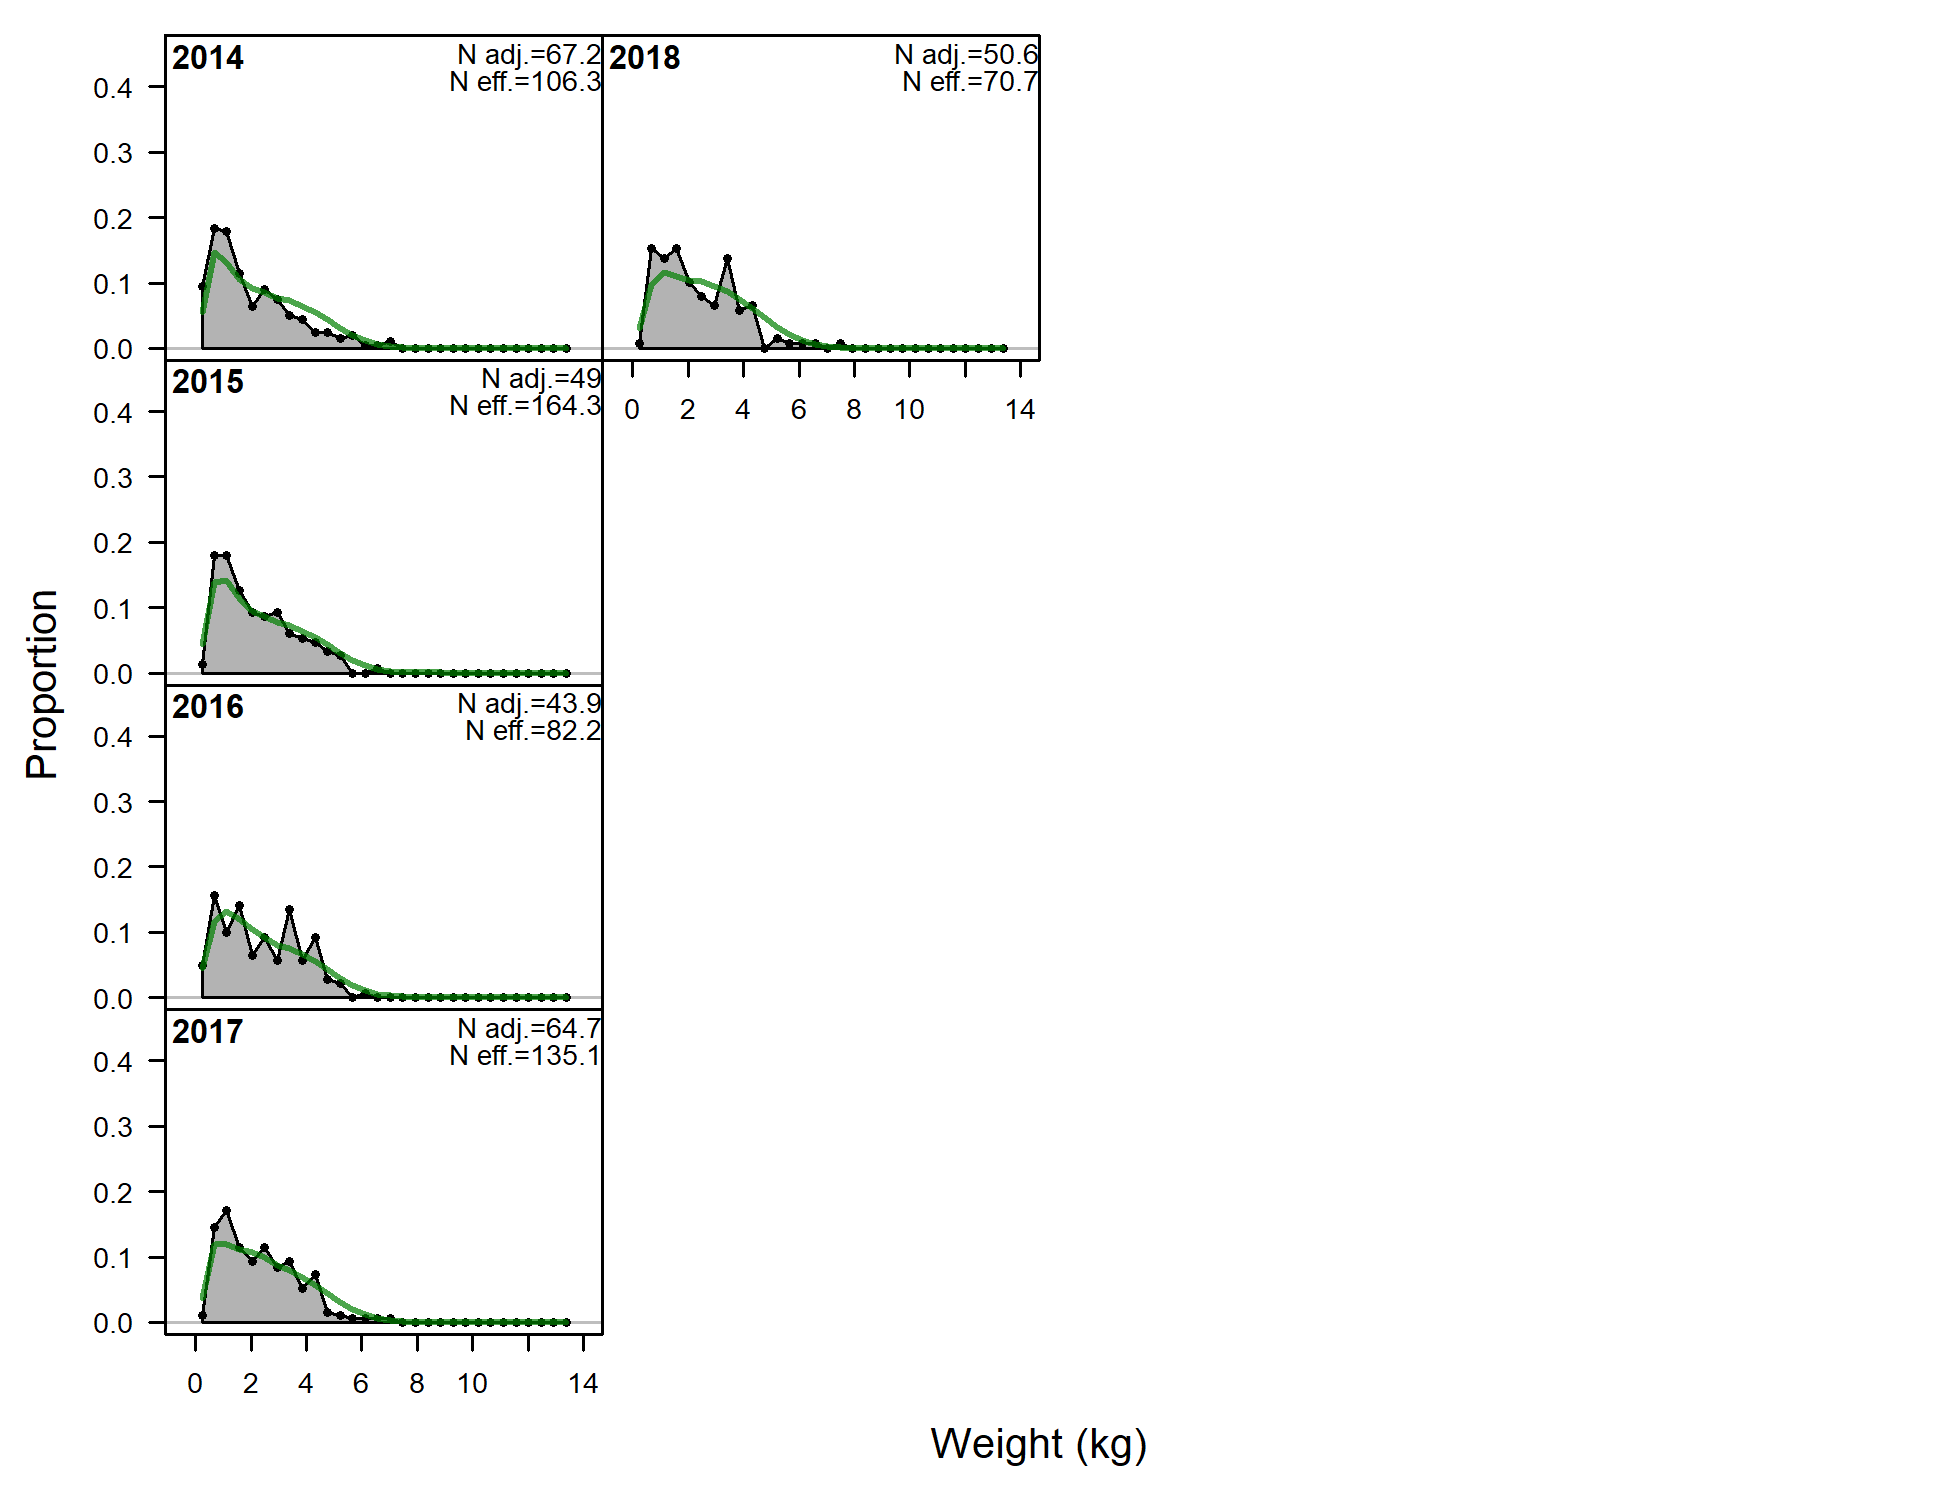 2014
N adj.=67.2
N eff.=106.3
0.4
0.3
0.2
0.1
0.0
2018
N adj.=50.6
N eff.=70.7
0 2 4 6 8 10 14
2015
N adj.=49
N eff.=164.3
0.4
0.3
0.2
0.1
0.0
2016
N adj.=43.9
N eff.=82.2
0.4
0.3
0.2
0.1
0.0
2017
N adj.=64.7
N eff.=135.1
0.4
0.3
0.2
0.1
0.0
0 2 4 6 8 10 14
Proportion
Weight (kg)